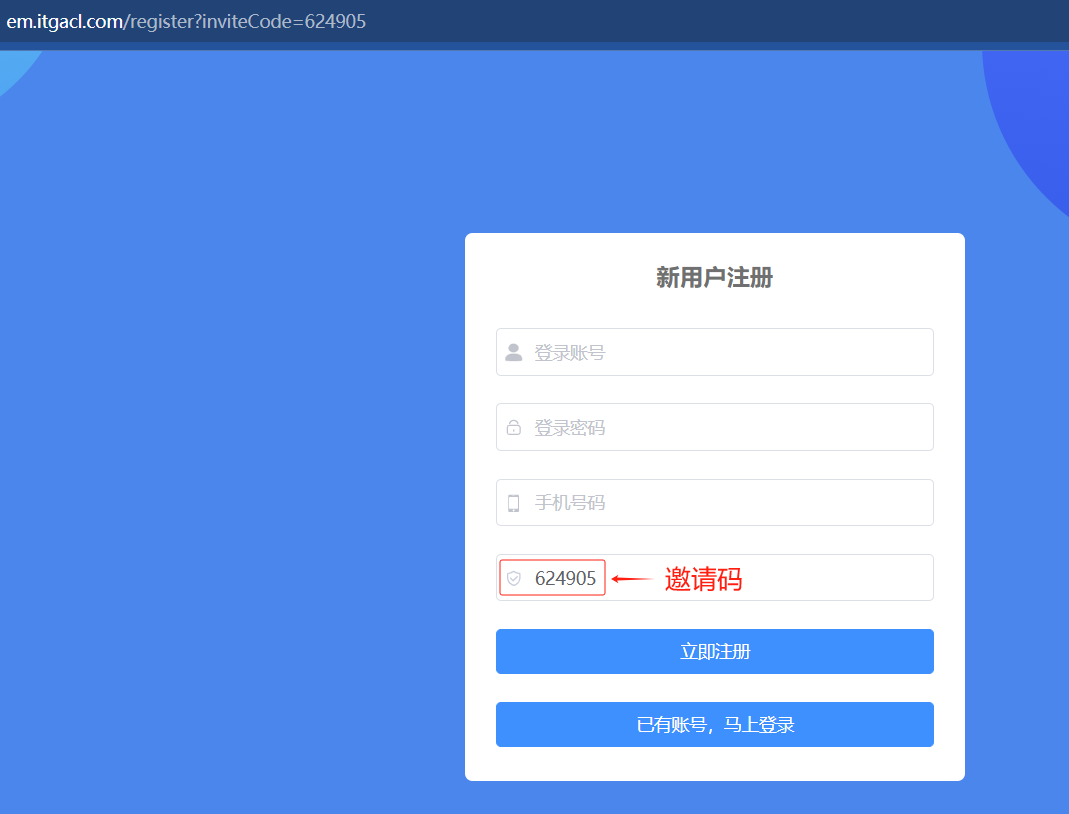 em.itgacl.com/register?inviteCode=624905
新用户注册
登录账号
登录密码
手机号码
624905 邀请码
立即注册
已有账号，马上登录